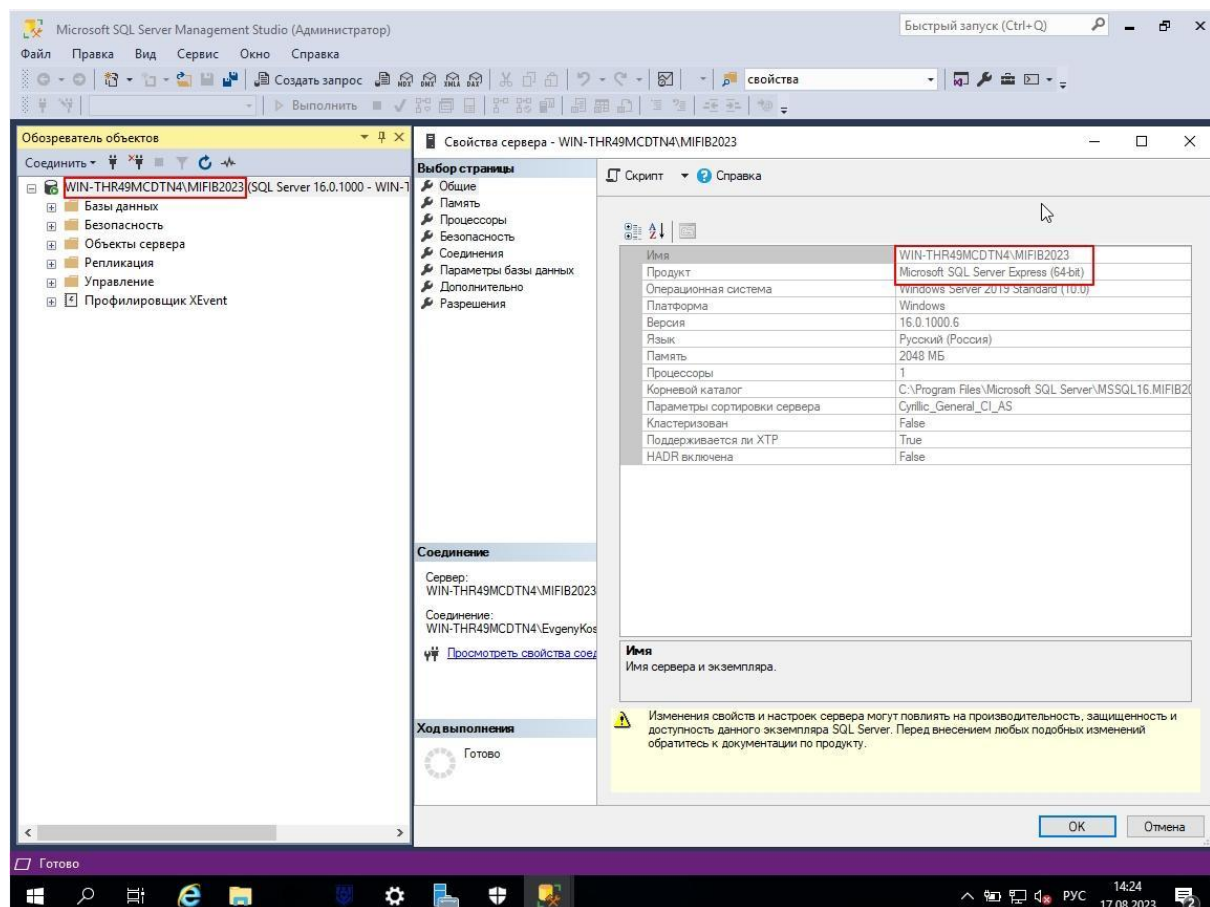 Microsoft SQL Server Management Studio (Администратор)
Быстрый запуск (Ctrl+Q)
Файл Правка Вид Сервис Окно Справка
Создать запрос
MDX DMX XMLA DAX
свойства
Выполнить
Обозреватель объектов
Соединить
WIN-THR49MCDTN4\MIFIB2023 (SQL Server 16.0.1000 - WIN-T
Базы данных
Безопасность
Объекты сервера
Репликация
Управление
Профилировщик XEvent
Свойства сервера - WIN-THR49MCDTN4\MIFIB2023
Выбор страницы
Общие
Память
Процессоры
Безопасность
Соединения
Параметры базы данных
Дополнительно
Разрешения
Соединение
Сервер:
WIN-THR49MCDTN4\MIFIB2023
Соединение:
WIN-THR49MCDTN4\EvgenyKos
Просмотреть свойства соед
Ход выполнения
Готово
Скрипт Справка
Имя WIN-THR49MCDTN4\MIFIB2023
Продукт Microsoft SQL Server Express (64-bit)
Операционная система Windows Server 2019 Standard (10.0)
Платформа Windows
Версия 16.0.1000.6
Язык Русский (Россия)
Память 2048 МБ
Процессоры 1
Корневой каталог C:\Program Files\Microsoft SQL Server\MSSQL16.MIFIB20
Параметры сортировки сервера Cyrillic_General_CI_AS
Кластеризован False
Поддерживается ли XTP True
HADR включена False
Имя
Имя сервера и экземпляра.
Изменения свойств и настроек сервера могут повлиять на производительность, защищенность и
доступность данного экземпляра SQL Server. Перед внесением любых подобных изменений
обратитесь к документации по продукту.
OK Отмена
Готово
РУС
14:24
17.08.2023
2